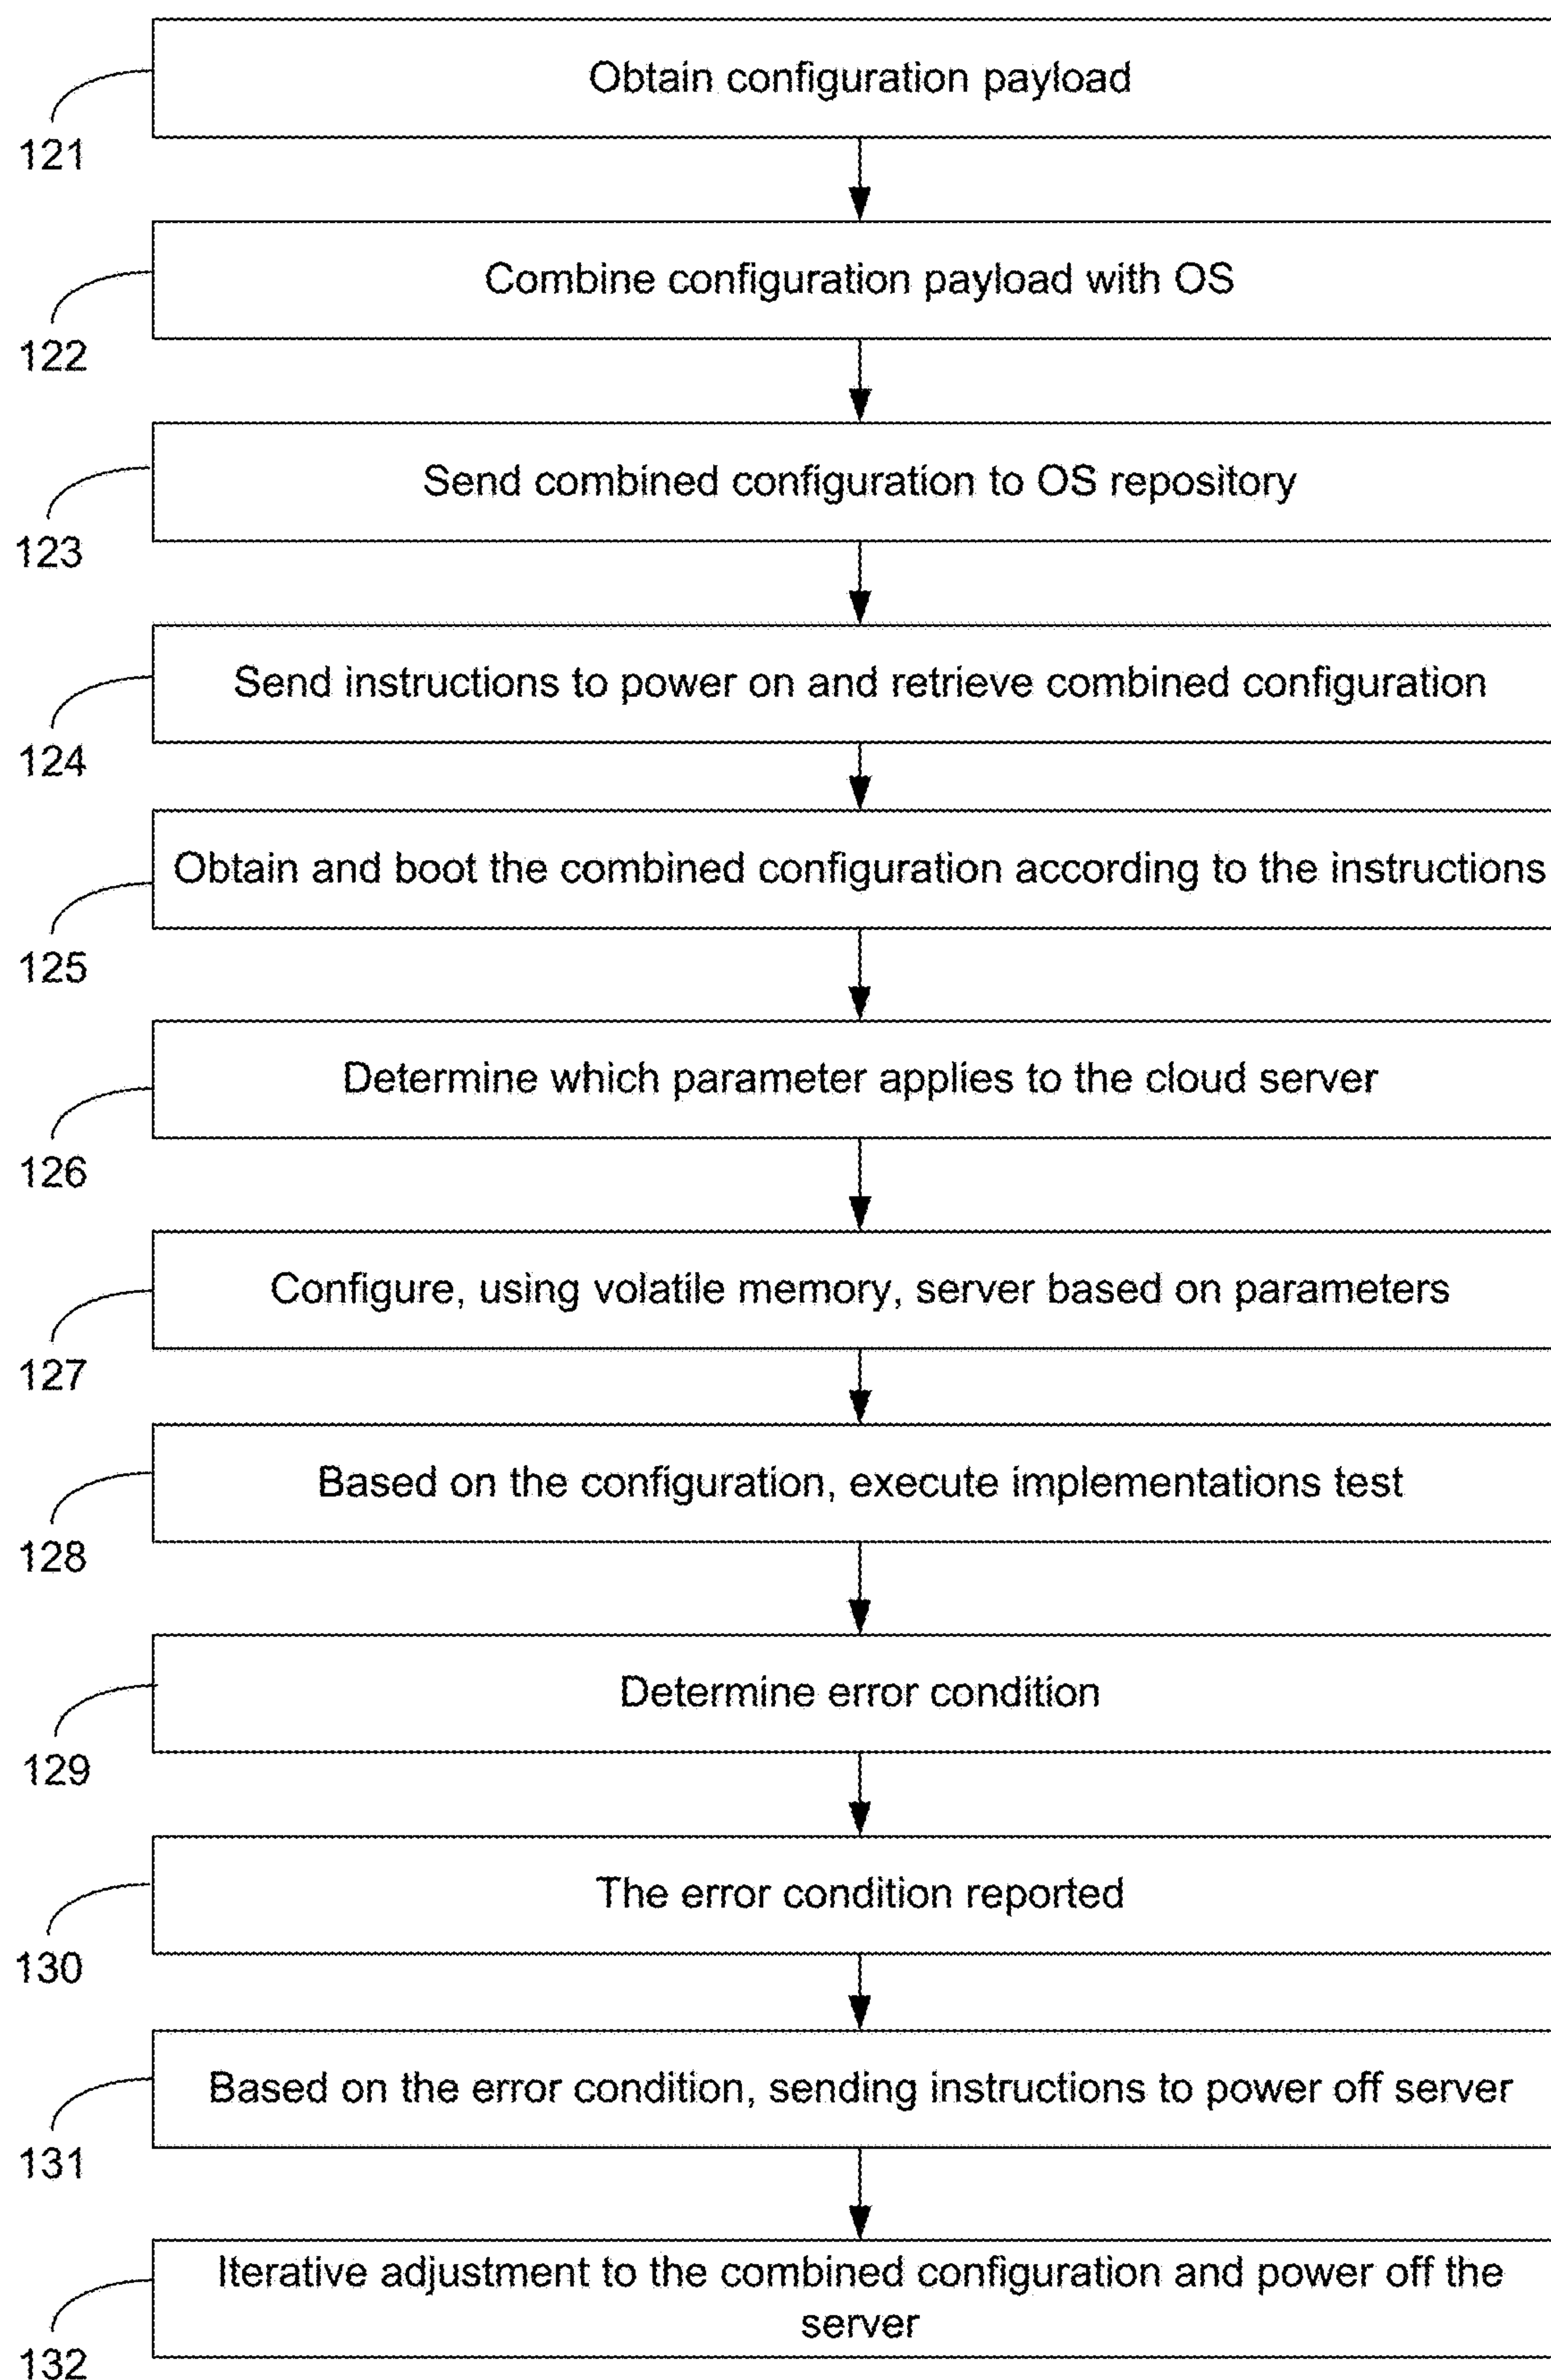 Obtain configuration payload
121
Combine configuration payload with OS
122
Send combined configuration to OS repository
123
Send instructions to power on and retrieve combined configuration
124
Obtain and boot the combined configuration according to the instructions
125
Determine which parameter applies to the cloud server
126
Configure, using volatile memory, server based on parameters
127
Based on the configuration, execute implementations test
128
Determine error condition
129
The error condition reported
130
Based on the error condition, sending instructions to power off server
131
Iterative adjustment to the combined configuration and power off the
server
132